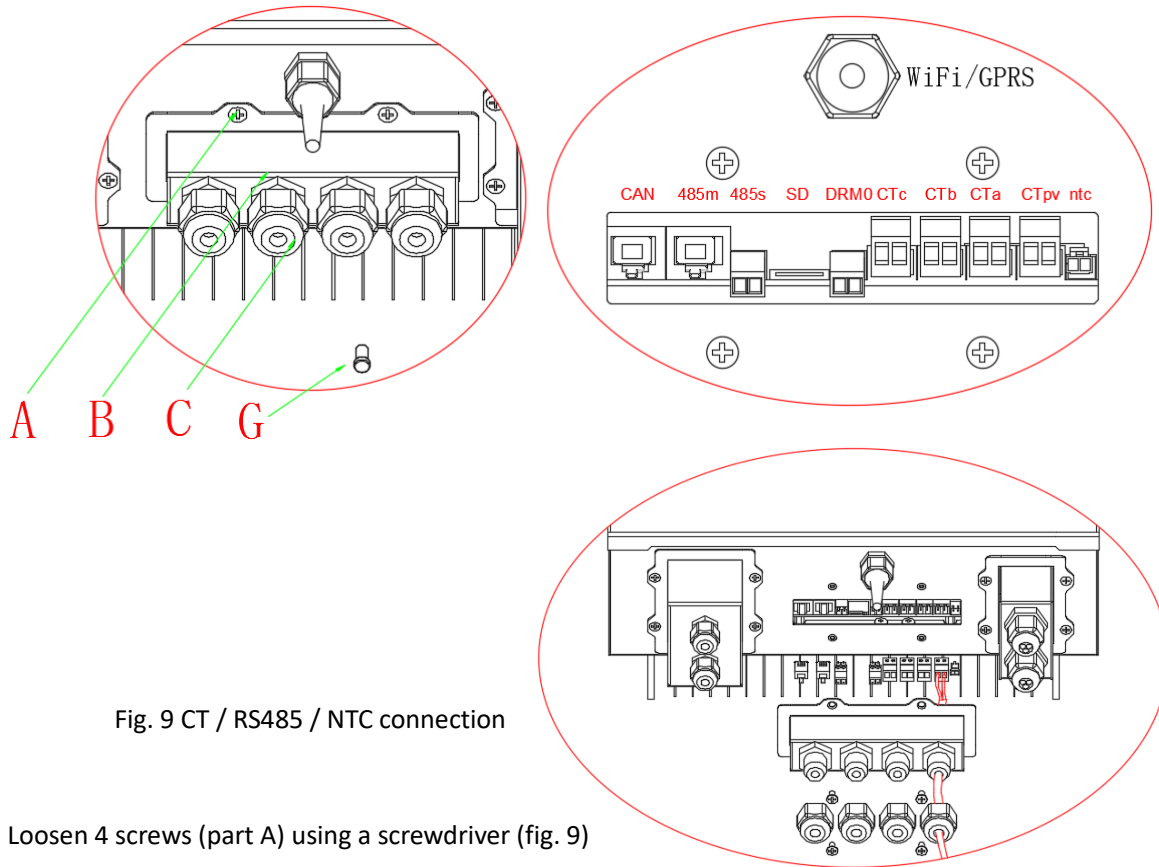 WiFi/GPRS
CAN 485m 485s SD DRM0 CTc CTb CTa CTpv ntc
A B C G
Fig. 9 CT / RS485 / NTC connection
Loosen 4 screws (part A) using a screwdriver (fig. 9)